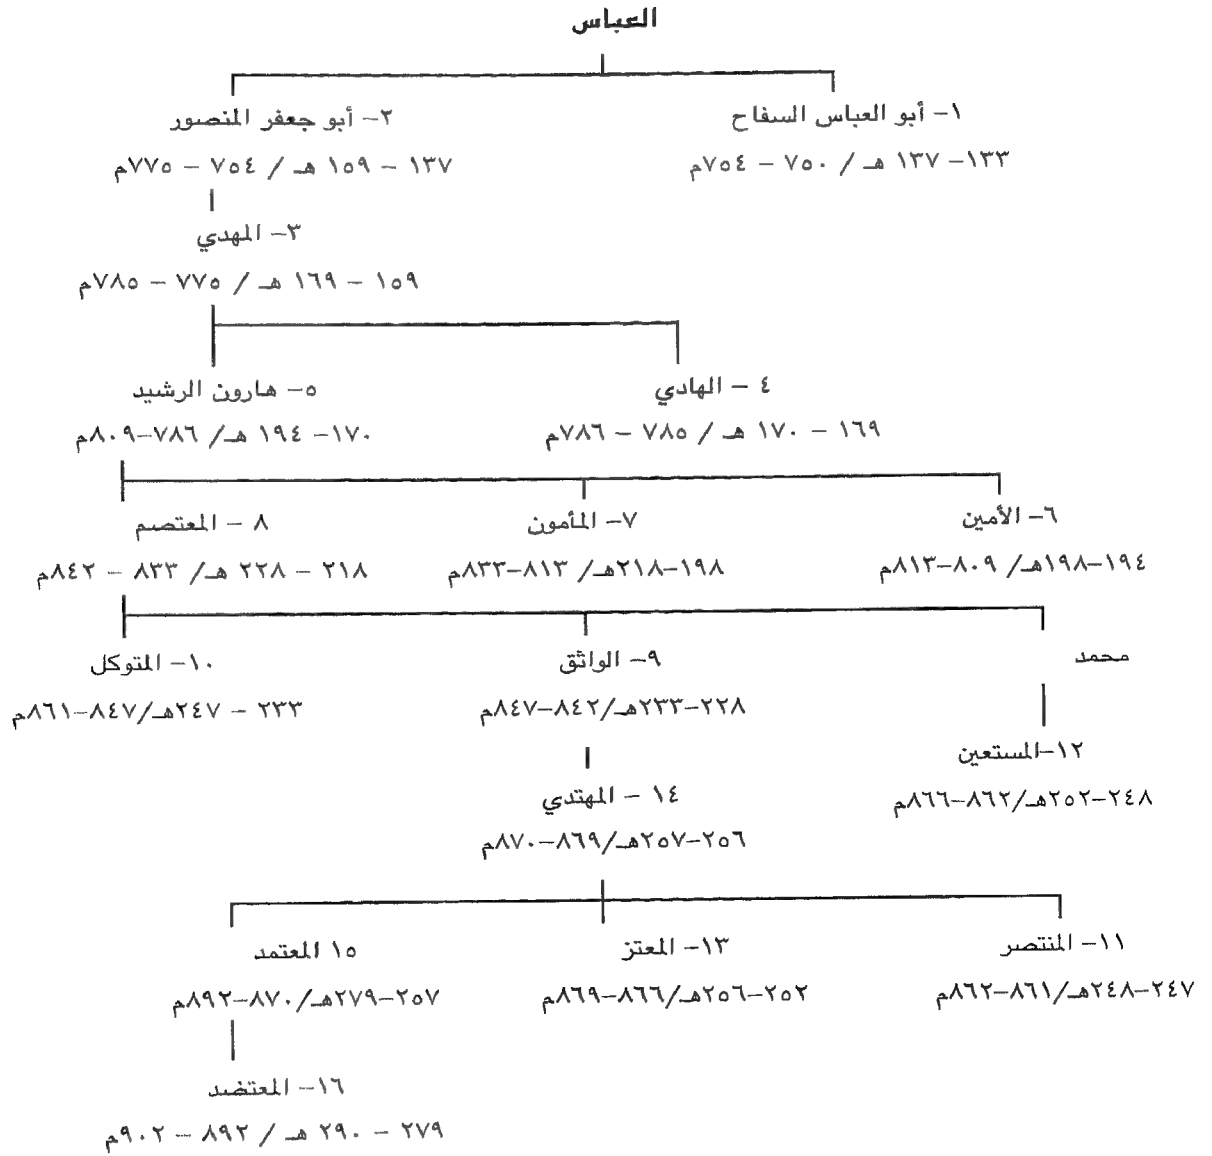 العباس
١- أبو العباس السفاح
٢- أبو جعفر المنصور
١٣٣- ١٣٧ هـ / ٧٥٠ - ٧٥٤م
١٣٧ - ١٥٩ هـ / ٧٥٤ - ٧٧٥م
٣- المهدي
١٥٩ - ١٦٩ هـ / ٧٧٥ - ٧٨٥م
٤ - الهادي
٥- هارون الرشيد
١٦٩ - ١٧٠ هـ / ٧٨٥ - ٧٨٦م
١٧٠- ١٩٤ هـ /٧٨٦-٨٠٩م
٦- الأمين
٧- المأمون
٨ - المعتصم
١٩٤-١٩٨هـ/ ٨٠٩-٨١٣م
١٩٨-٢١٨هـ/ ٨١٣-٨٣٣م
٢١٨ - ٢٢٨ هـ/ ٨٣٣ - ٨٤٢م
محمد
٩- الواثق
١٠- المتوكل
٢٢٨-٢٣٣هـ/٨٤٢-٨٤٧م
٢٣٣ - ٢٤٧هـ/٨٤٧-٨٦١م
١٢-المستعين
٢٤٨-٢٥٢هـ/٨٦٢-٨٦٦م
١٤ - المهتدي
٢٥٦-٢٥٧هـ/٨٦٩-٨٧٠م
١١- المنتصر
١٣- المعتز
١٥ المعتمد
٢٤٧-٢٤٨هـ/٨٦١-٨٦٢م
٢٥٢-٢٥٦هـ/٨٦٦-٨٦٩م
٢٥٧-٢٧٩هـ/٨٧٠-٨٩٢م
١٦- المعتضد
٢٧٩ - ٢٩٠ هـ / ٨٩٢ - ٩٠٢م